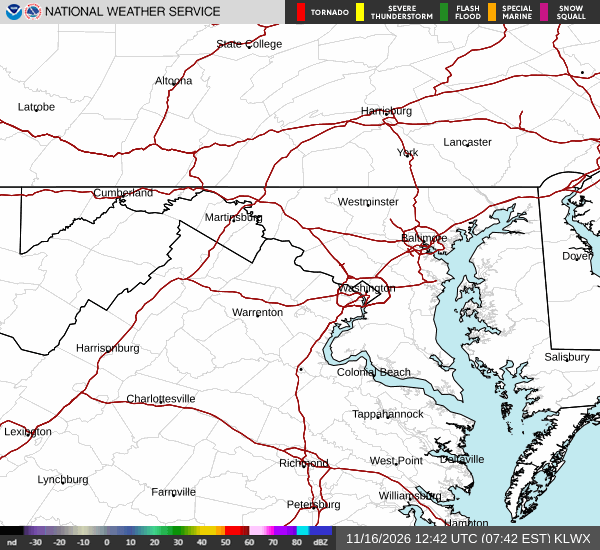 NATIONAL WEATHER SERVICE
TORNADO
SEVERE THUNDERSTORM
FLASH FLOOD
SPECIAL MARINE
SNOW SQUALL
State College
Altoona
Latrobe
Harrisburg
Lancaster
York
Cumberland
Westminster
Martinsburg
Baltimore
Dover
Washington
Warrenton
Harrisonburg
Salisbury
Colonial Beach
Charlottesville
Tappahannock
Lexington
Richmond
West Point
Deltaville
Lynchburg
Farmville
Williamsburg
Petersburg
Hampton
nd -30 -20 -10 0 10 20 30 40 50 60 70 80 dBZ
11/16/2026 12:42 UTC (07:42 EST) KLWX